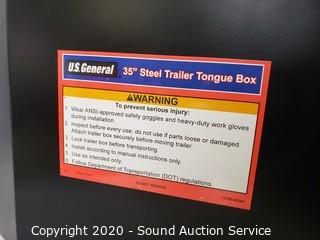 U.S.General 35" Steel Trailer Tongue Box
WARNING
To prevent serious injury:
1. Wear ANSI-approved safety goggles and heavy-duty work gloves
during installation.
2. Inspect before every use, do not use if parts loose or damaged.
Attach trailer box securely before moving trailer.
3. Lock trailer box before transporting.
4. Install according to manual instructions only.
5. Use as intended only.
6. Follow Department of Transportation (DOT) regulations.
DO NOT REMOVE
Copyright 2020 - Sound Auction Service